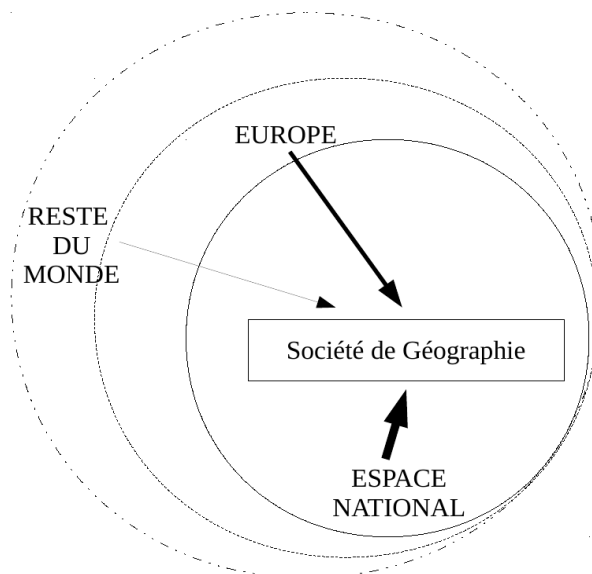 EUROPE
RESTE
DU
MONDE
Société de Géographie
ESPACE
NATIONAL